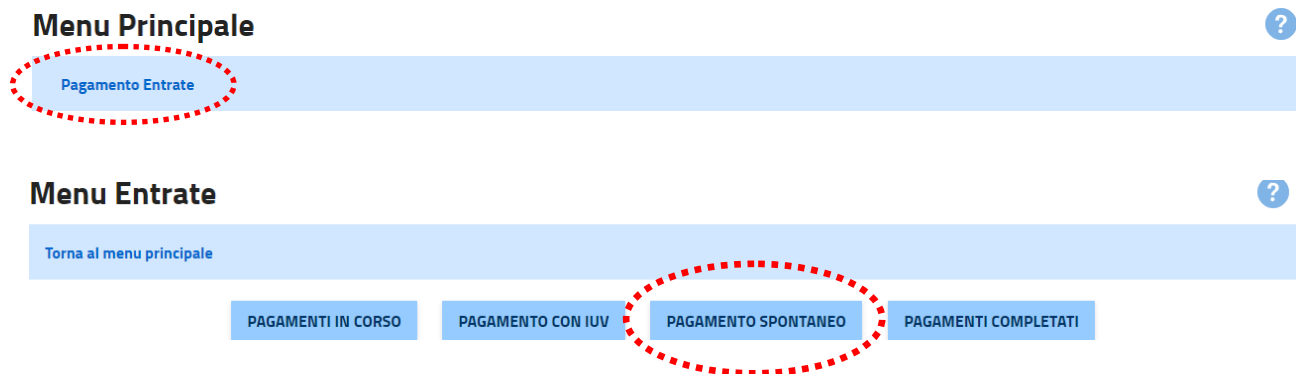 Menu Principale
?
Pagamento Entrate
Menu Entrate
?
Torna al menu principale
PAGAMENTI IN CORSO
PAGAMENTO CON IUV
PAGAMENTO SPONTANEO
PAGAMENTI COMPLETATI